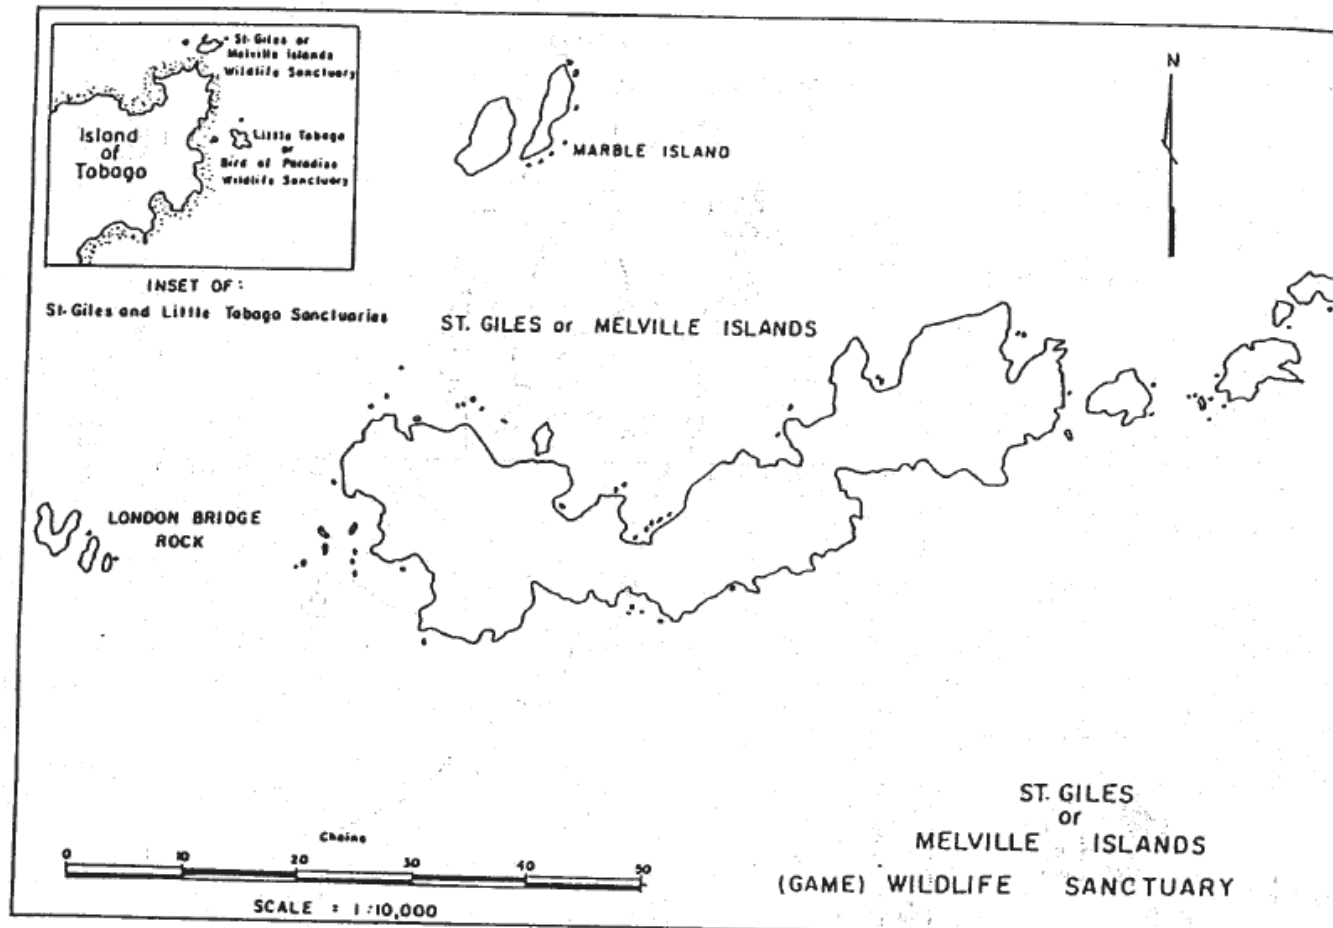 St. Giles or
Melville Islands
Wildlife Sanctuary
Island
of
Tobago
Little Tobago
or
Bird of Paradise
Wildlife Sanctuary
INSET OF:
St. Giles and Little Tobago Sanctuaries
N
MARBLE ISLAND
ST. GILES or MELVILLE ISLANDS
LONDON BRIDGE
ROCK
Chains
0 10 20 30 40 50
SCALE = 1:10,000
ST. GILES
or
MELVILLE ISLANDS
(GAME) WILDLIFE SANCTUARY